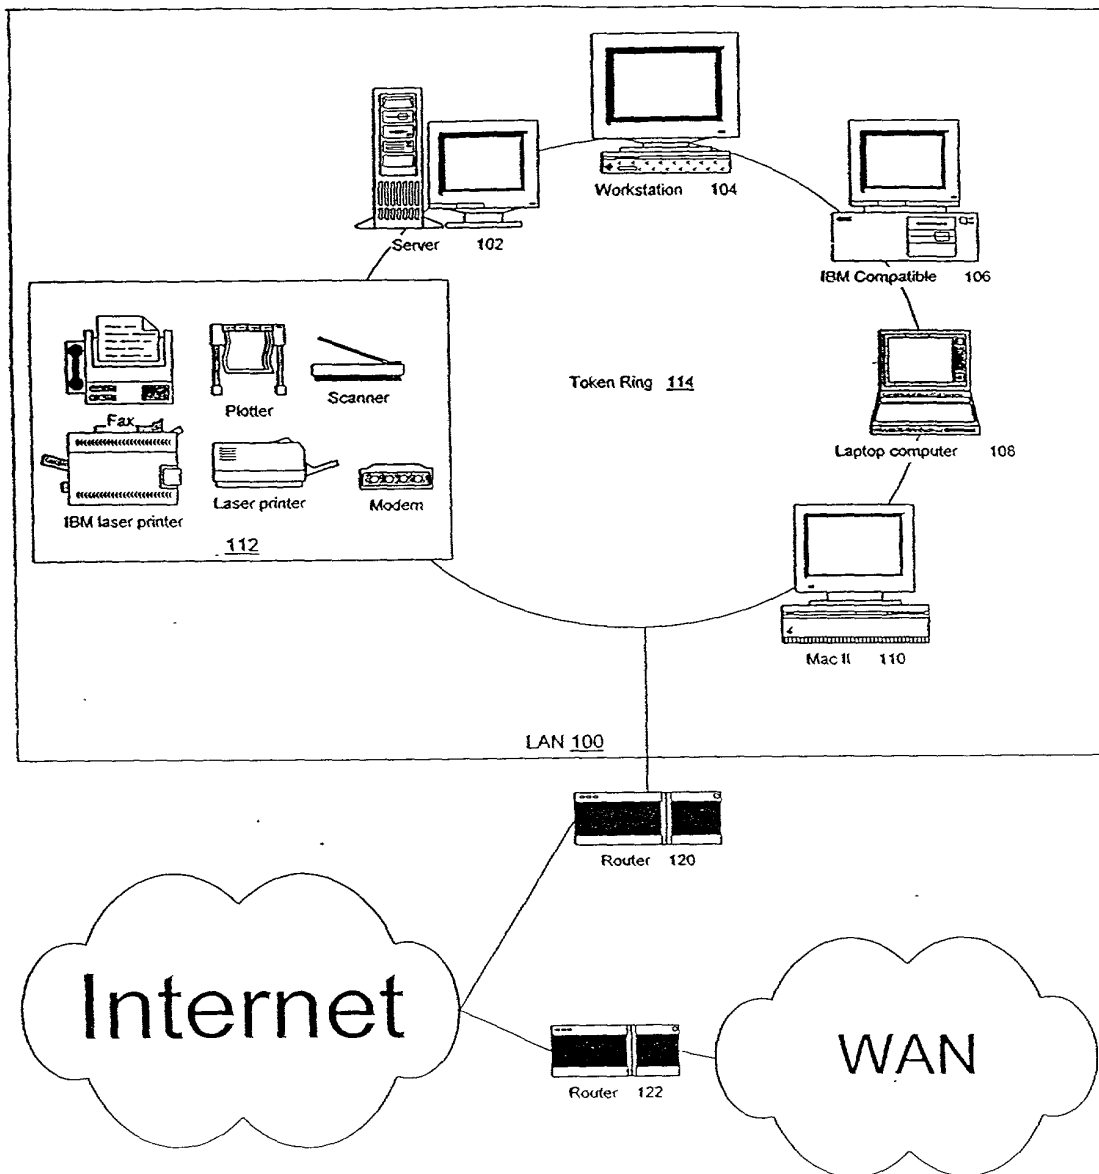 Workstation 104
Server 102
IBM Compatible 106
Token Ring 114
Fax
Plotter
Scanner
Laptop computer 108
IBM laser printer
Laser printer
Modem
112
Mac II 110
LAN 100
Router 120
Internet
Router 122
WAN